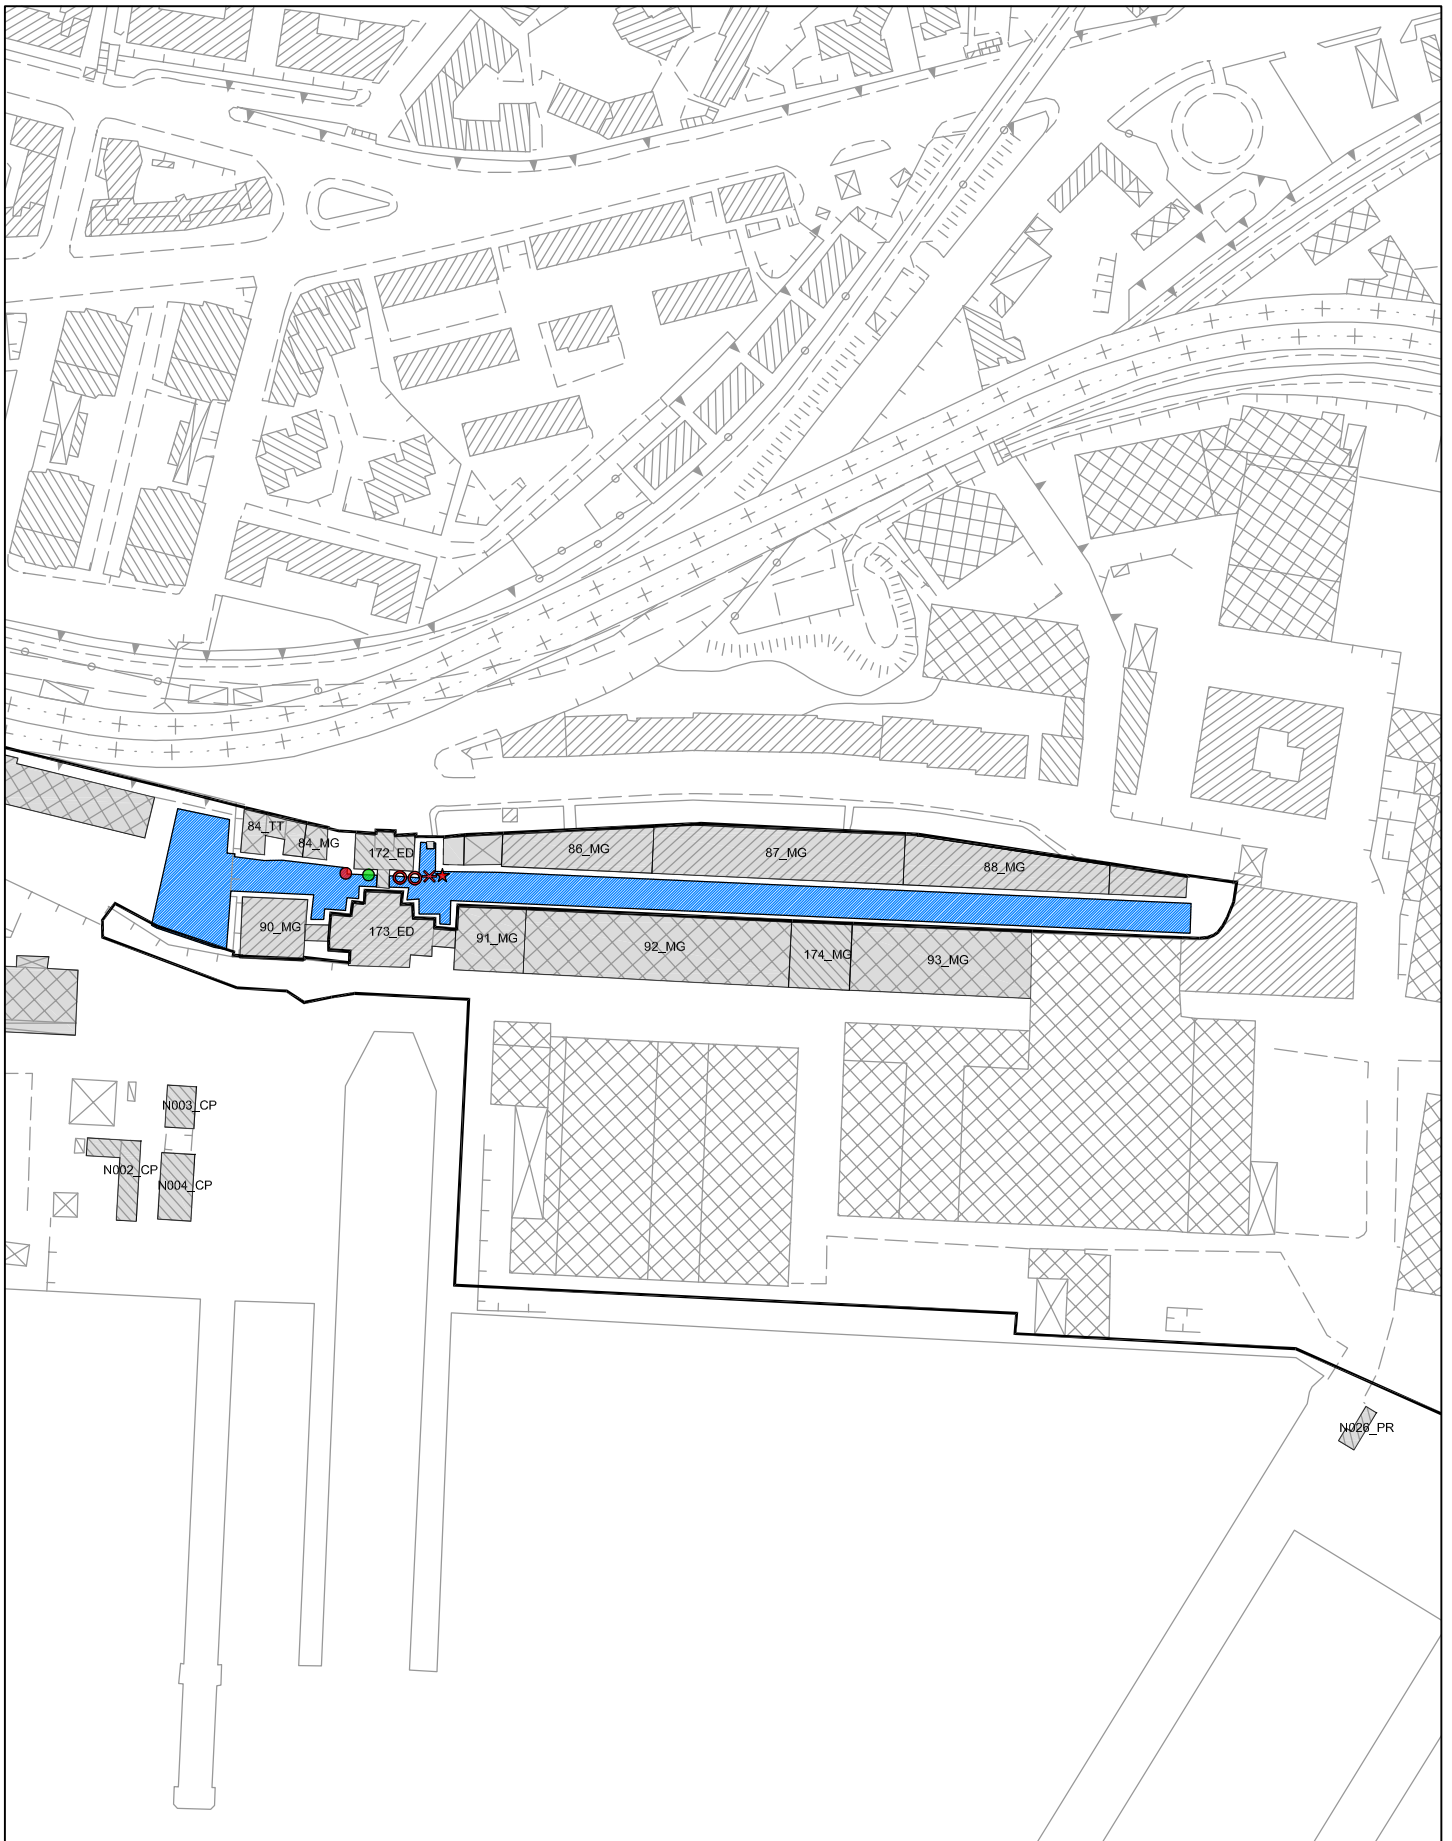 84_TT
84_MG
172_ED
86_MG
87_MG
88_MG
90_MG
173_ED
91_MG
92_MG
174_MG
93_MG
N003_CP
N002_CP
N004_CP
N026_PR